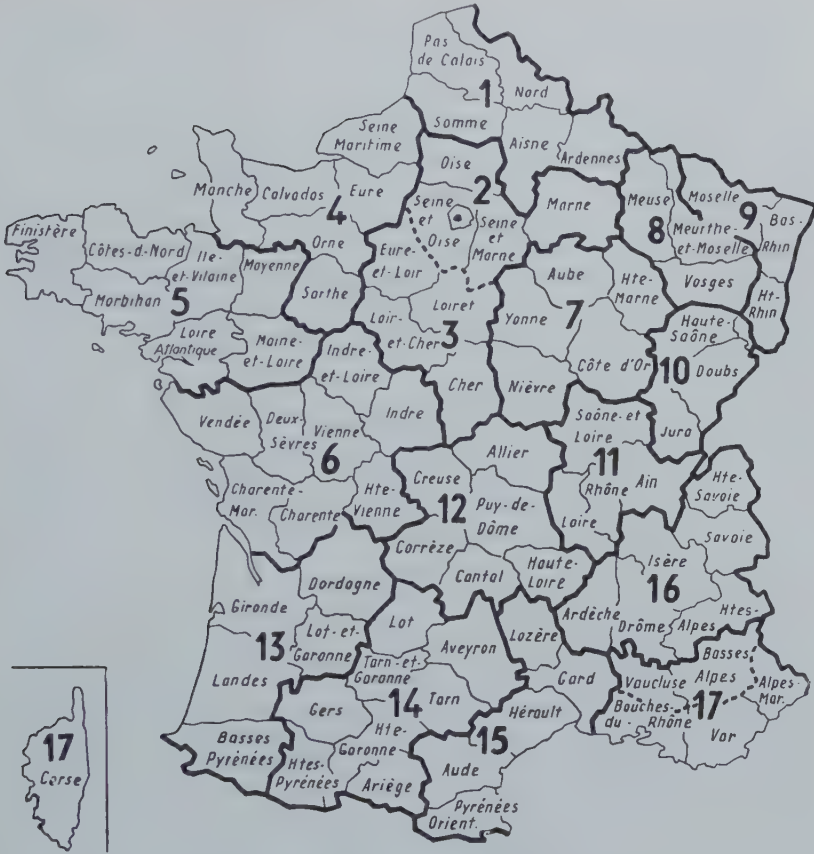 Pas
de Calais
Nord
1
Somme
Seine
Maritime
Aisne
Ardennes
Oise
2
Manche
Calvados
Eure
4
Seine
et
Oise
Seine
et
Marne
Marne
Meuse
8
Moselle
9
Meurthe-
et-Moselle
Bas-
Rhin
Finistère
Côtes-d-Nord
Ille-
et-Vilaine
Mayenne
Orne
Eure-
et-Loir
Aube
Hte-
Marne
Vosges
Ht-
Rhin
Morbihan
5
Sarthe
Loiret
Yonne
7
Haute-
Saône
Loire
Atlantique
Maine-
et-Loire
Loir-
et-Cher
3
Côte d'Or
10
Doubs
Indre-
et-Loire
Cher
Nièvre
Vendée
Deux-
Sèvres
Vienne
6
Indre
Saône-et
Loire
Jura
11
Allier
Charente-
Mar.
Charente
Hte-
Vienne
Creuse
12
Puy-de-
Dôme
Loire
Rhône
Ain
Hte-
Savoie
Savoie
Corrèze
Cantal
Haute-
Loire
Isère
16
Dordogne
Gironde
Ardèche
Drôme
Htes-
Alpes
Lot
Lot-et-
Garonne
13
Lozère
Aveyron
Tarn-et-
Garonne
Landes
Gard
Vaucluse
Basses
Alpes
Alpes-
Mar.
Bouches-
du-Rhône
17
Var
Gers
14
Tarn
Hérault
15
Hte-
Garonne
Basses
Pyrénées
Htes-
Pyrénées
Ariège
Aude
Pyrénées
Orient.
17
Corse